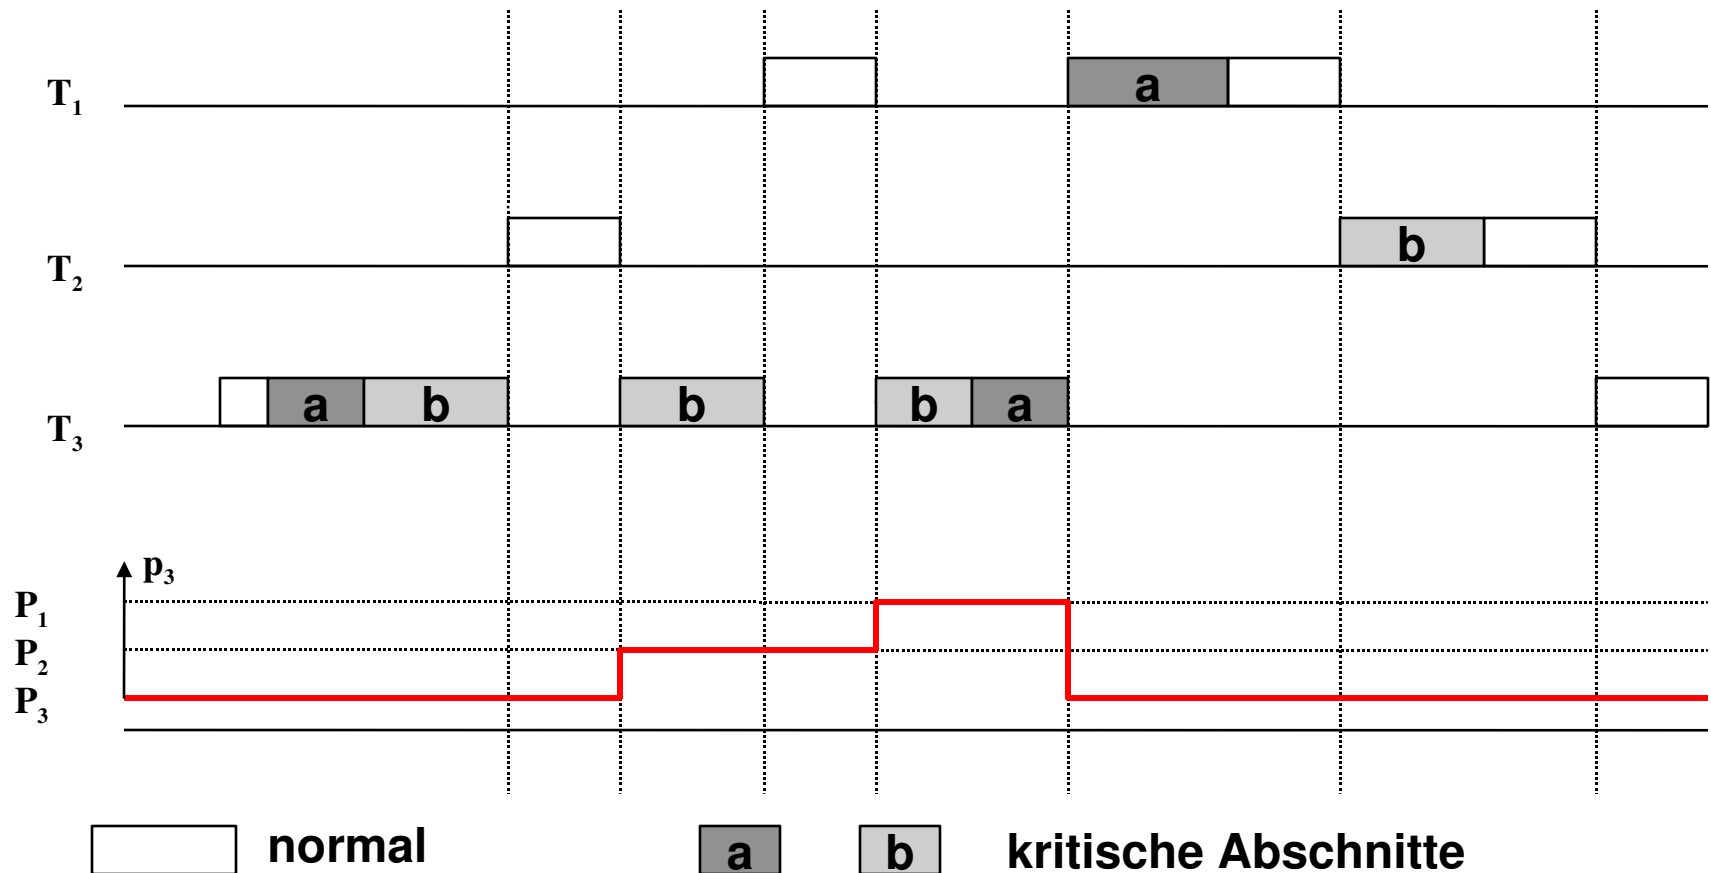 T1 a
T2 b
T3 a b b b a
p3
P1
P2
P3
normal a b kritische Abschnitte